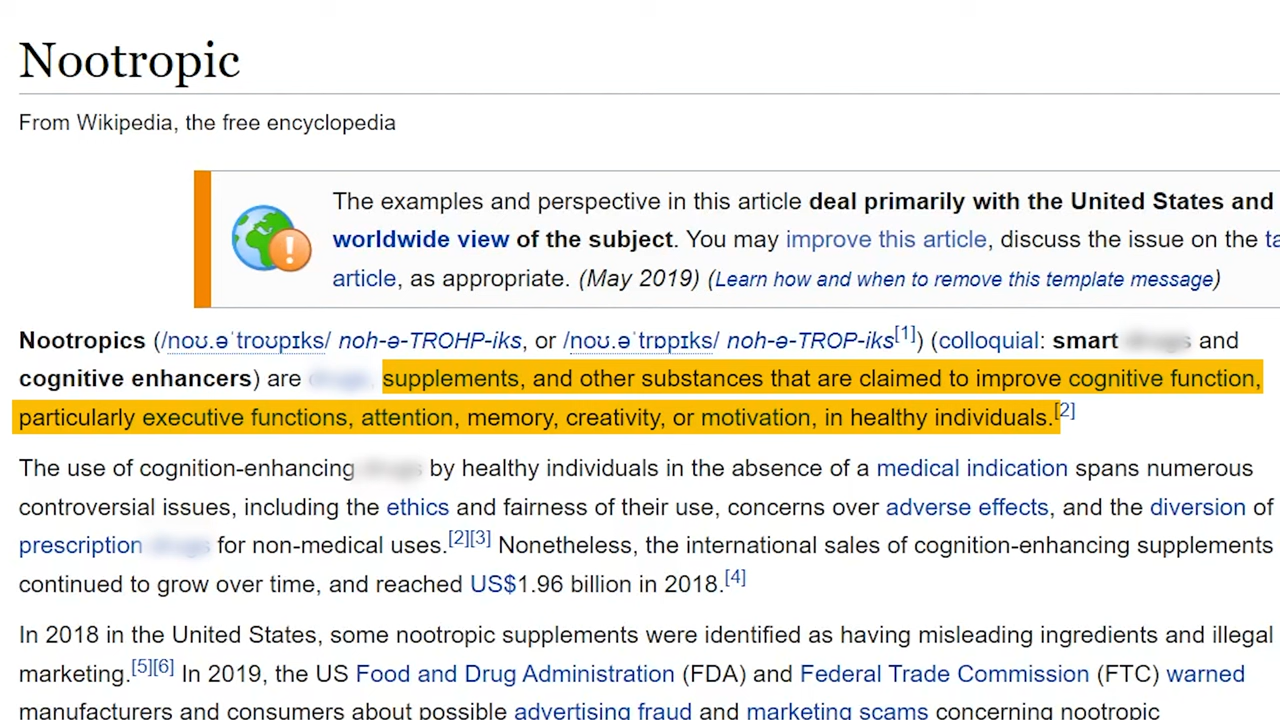 Nootropic
From Wikipedia, the free encyclopedia
The examples and perspective in this article deal primarily with the United States and
worldwide view of the subject. You may improve this article, discuss the issue on the ta
article, as appropriate. (May 2019) (Learn how and when to remove this template message)
Nootropics (/noʊ.əˈtroʊpɪks/ noh-ə-TROHP-iks, or /noʊ.əˈtrɒpɪks/ noh-ə-TROP-iks[1]) (colloquial: smart and
cognitive enhancers) are supplements, and other substances that are claimed to improve cognitive function,
particularly executive functions, attention, memory, creativity, or motivation, in healthy individuals.[2]
The use of cognition-enhancing by healthy individuals in the absence of a medical indication spans numerous
controversial issues, including the ethics and fairness of their use, concerns over adverse effects, and the diversion of
prescription for non-medical uses.[2][3] Nonetheless, the international sales of cognition-enhancing supplements
continued to grow over time, and reached US$1.96 billion in 2018.[4]
In 2018 in the United States, some nootropic supplements were identified as having misleading ingredients and illegal
marketing.[5][6] In 2019, the US Food and Drug Administration (FDA) and Federal Trade Commission (FTC) warned
manufacturers and consumers about possible advertising fraud and marketing scams concerning nootropic